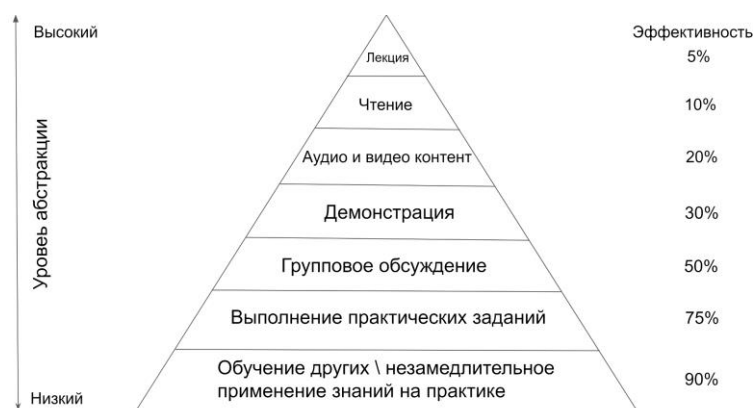 Высокий
Эффективность
Лекция
5%
Чтение
10%
Аудио и видео контент
20%
Демонстрация
30%
Групповое обсуждение
50%
Выполнение практических заданий
75%
Обучение других \ незамедлительное
применение знаний на практике
90%
Низкий
Уровеь абстракции